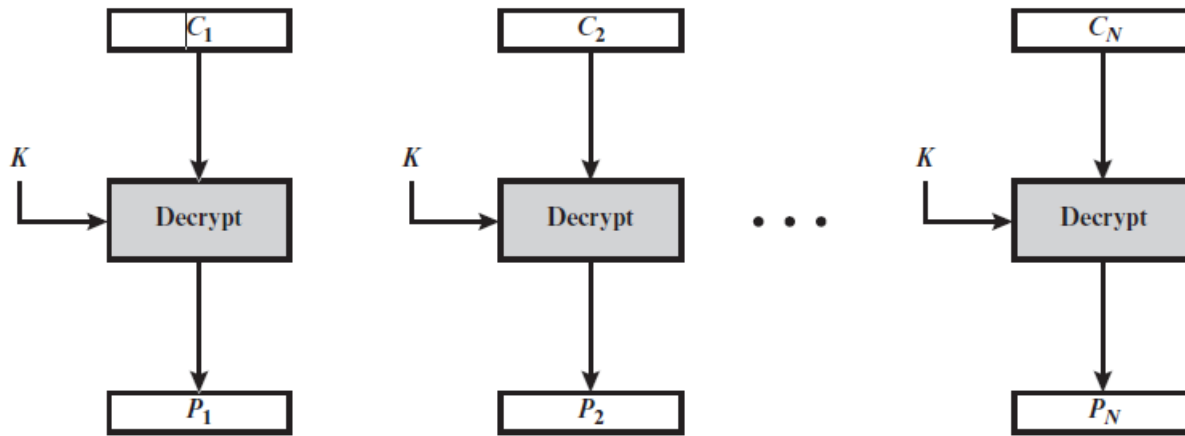 C1 C2 CN
K K K
Decrypt Decrypt • • • Decrypt
P1 P2 PN